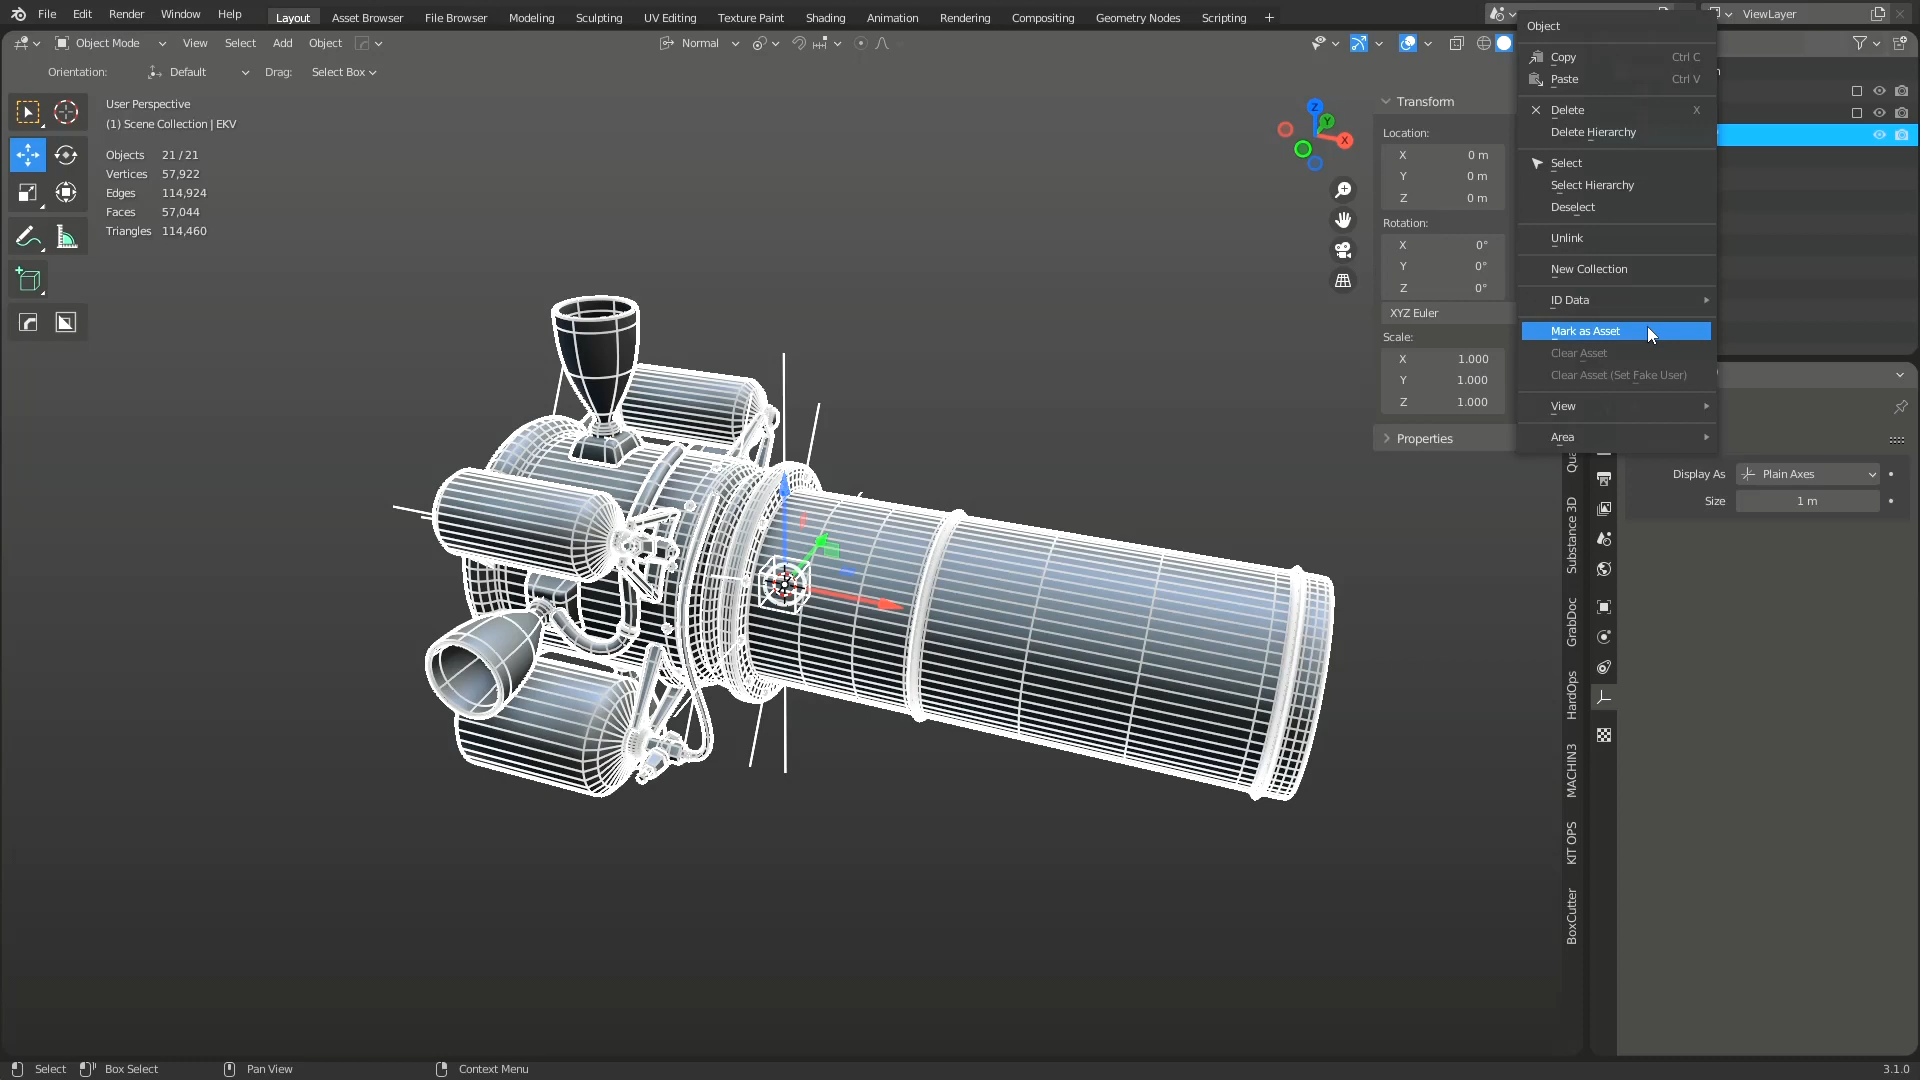 File Edit Render Window Help Layout Asset Browser File Browser Modeling Sculpting UV Editing Texture Paint Shading Animation Rendering Compositing Geometry Nodes Scripting + ViewLayer
Object Mode View Select Add Object Normal
Orientation: Default Drag: Select Box
User Perspective
(1) Scene Collection | EKV
Objects 21 / 21
Vertices 57,922
Edges 114,924
Faces 57,044
Triangles 114,460
Z
Y
X
Transform
Location:
X 0 m
Y 0 m
Z 0 m
Rotation:
X 0°
Y 0°
Z 0°
XYZ Euler
Scale:
X 1.000
Y 1.000
Z 1.000
Properties
Object
Copy Ctrl C
Paste Ctrl V
Delete X
Delete Hierarchy
Select
Select Hierarchy
Deselect
Unlink
New Collection
ID Data
Mark as Asset
Clear Asset
Clear Asset (Set Fake User)
View
Area
Display As Plain Axes
Size 1 m
Substance 3D
GrabDoc
HardOps
MACHIN3
KIT OPS
BoxCutter
Select Box Select Pan View Context Menu 3.1.0